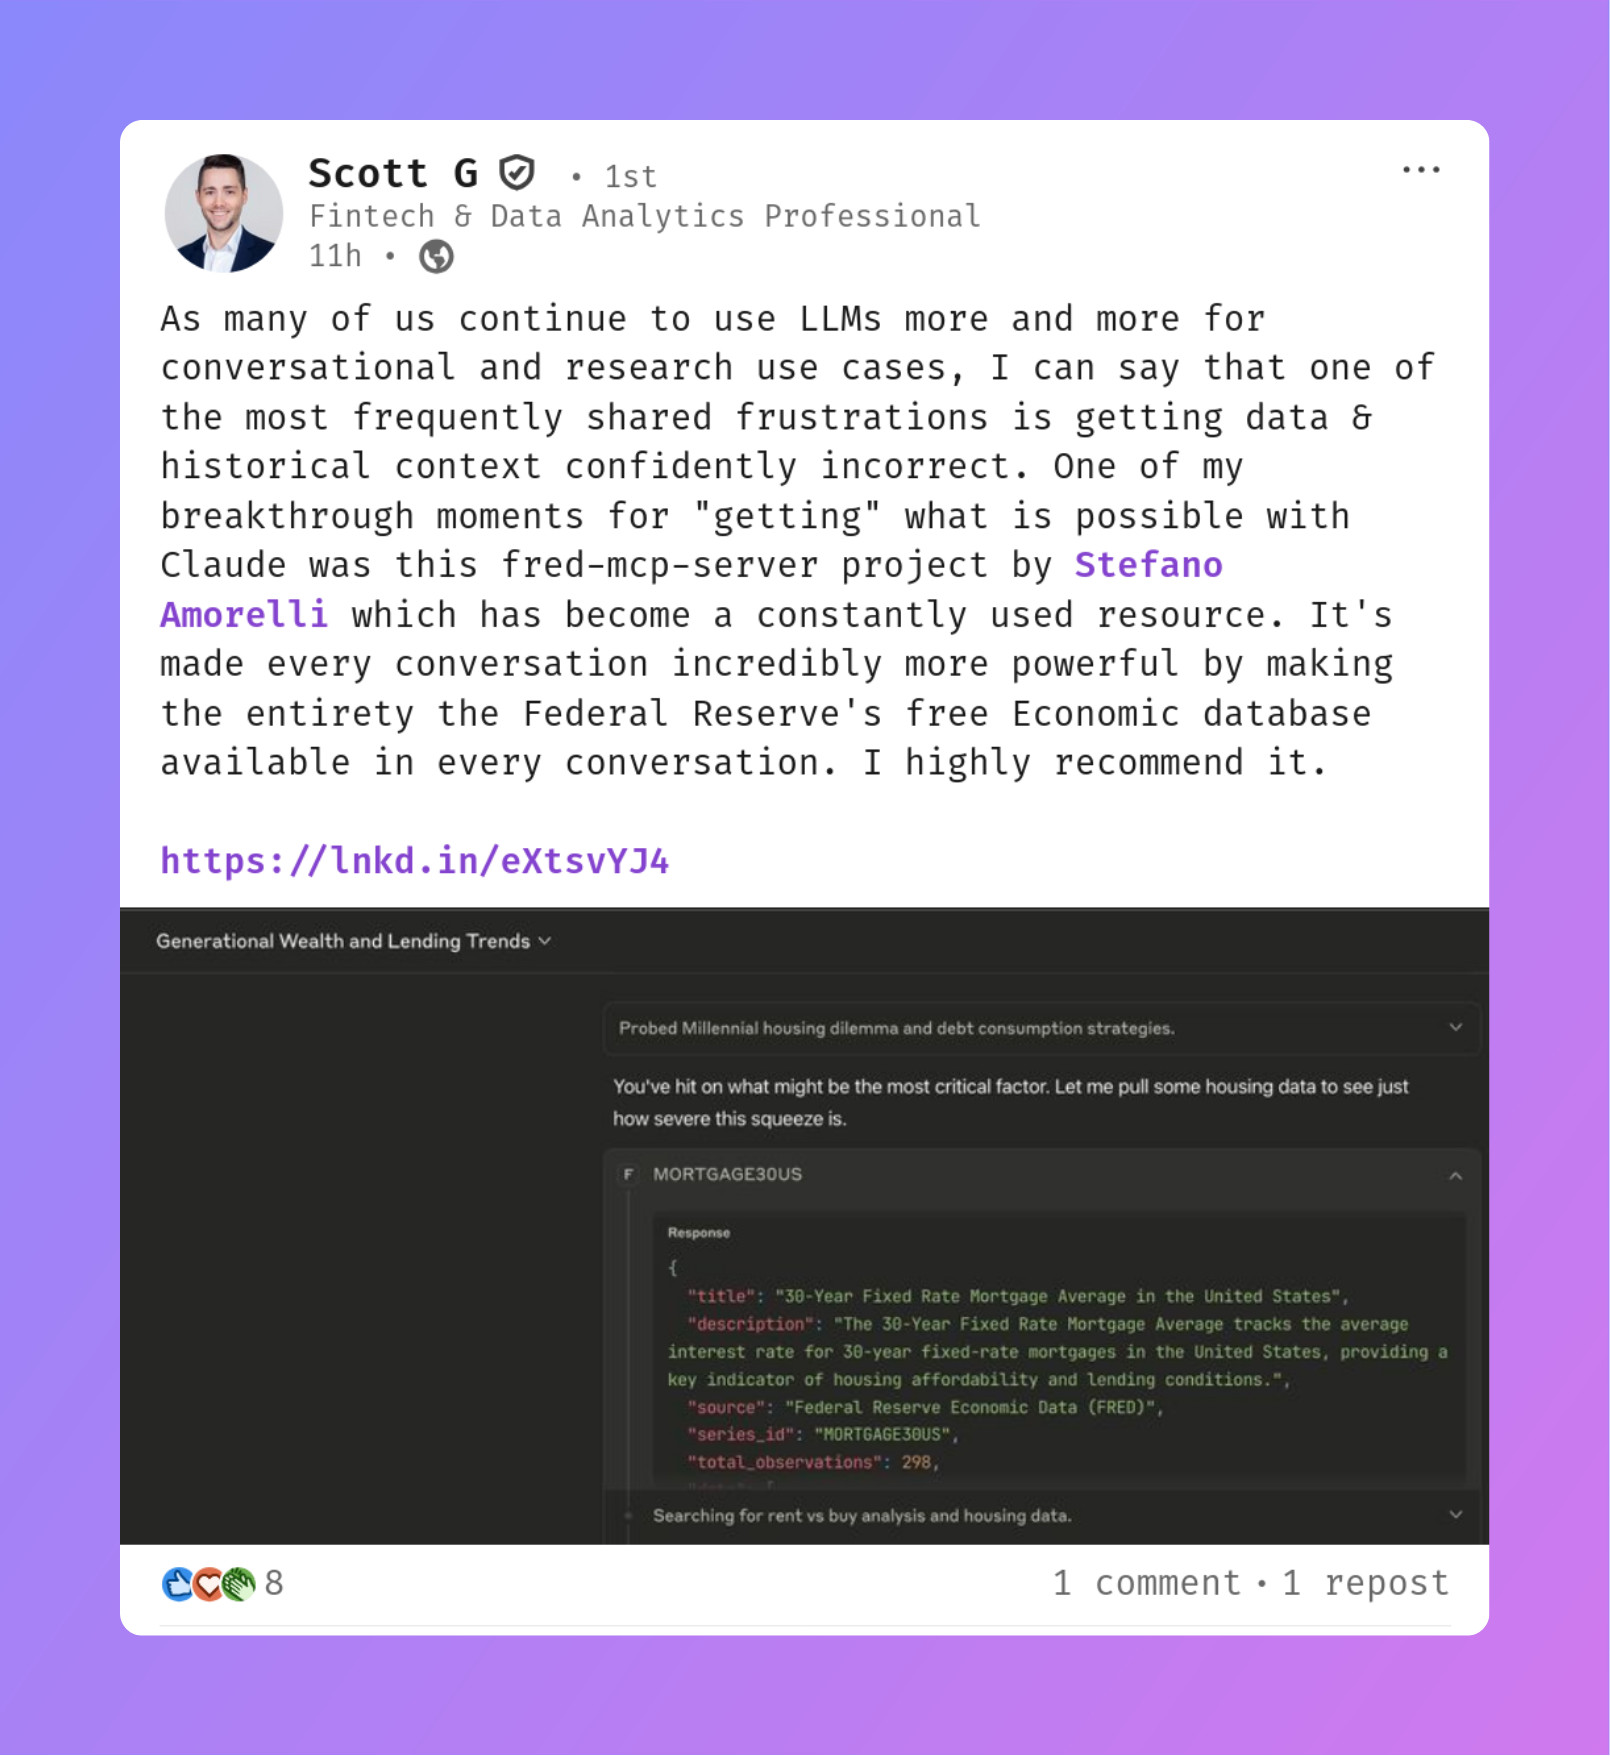 Scott G • 1st
Fintech & Data Analytics Professional
11h •
As many of us continue to use LLMs more and more for
conversational and research use cases, I can say that one of
the most frequently shared frustrations is getting data &
historical context confidently incorrect. One of my
breakthrough moments for "getting" what is possible with
Claude was this fred-mcp-server project by Stefano
Amorelli which has become a constantly used resource. It's
made every conversation incredibly more powerful by making
the entirety the Federal Reserve's free Economic database
available in every conversation. I highly recommend it.
https://lnkd.in/eXtsvYJ4
Generational Wealth and Lending Trends
Probed Millennial housing dilemma and debt consumption strategies.
You've hit on what might be the most critical factor. Let me pull some housing data to see just
how severe this squeeze is.
F MORTGAGE30US
Response
{
"title": "30-Year Fixed Rate Mortgage Average in the United States",
"description": "The 30-Year Fixed Rate Mortgage Average tracks the average
interest rate for 30-year fixed-rate mortgages in the United States, providing a
key indicator of housing affordability and lending conditions.",
"source": "Federal Reserve Economic Data (FRED)",
"series_id": "MORTGAGE30US",
"total_observations": 298,
Searching for rent vs buy analysis and housing data.
8
1 comment • 1 repost